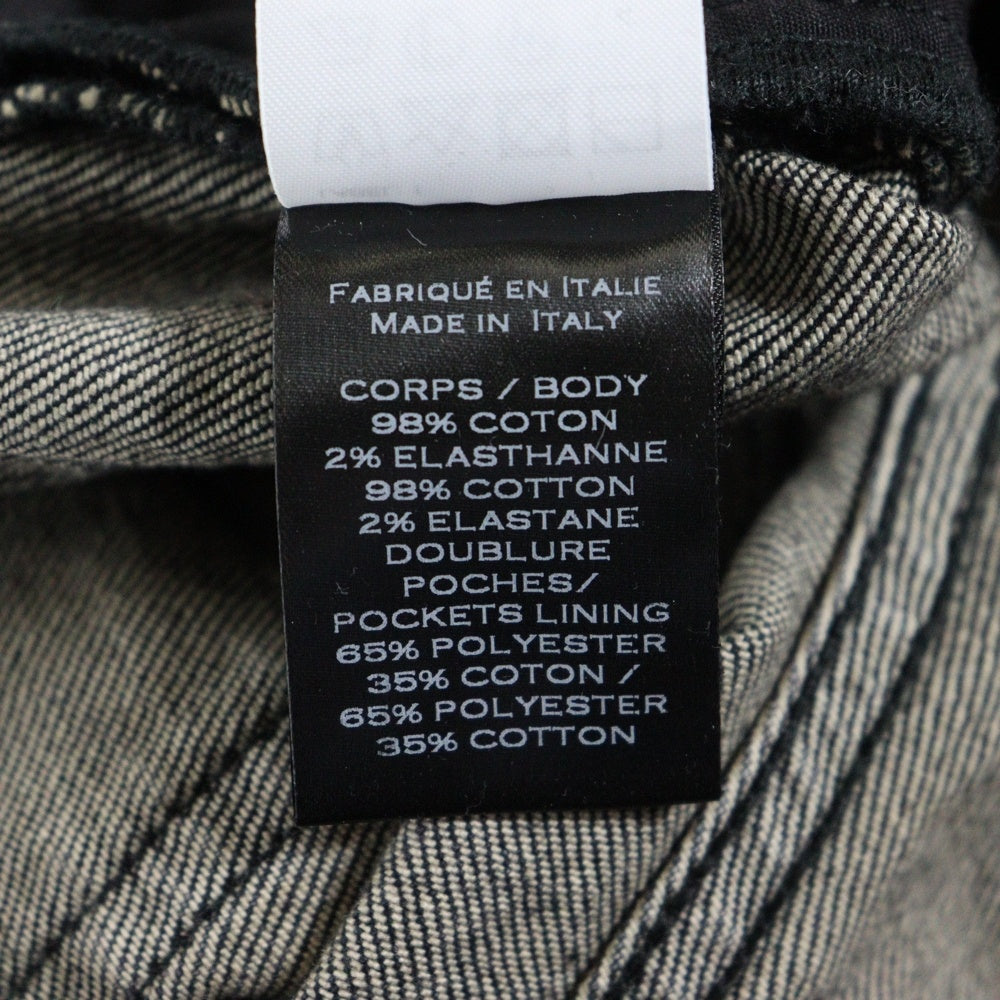 FABRIQUÉ EN ITALIE
MADE IN ITALY
CORPS / BODY
98% COTON
2% ELASTHANNE
98% COTTON
2% ELASTANE
DOUBLURE
POCHES/
POCKETS LINING
65% POLYESTER
35% COTON /
65% POLYESTER
35% COTTON